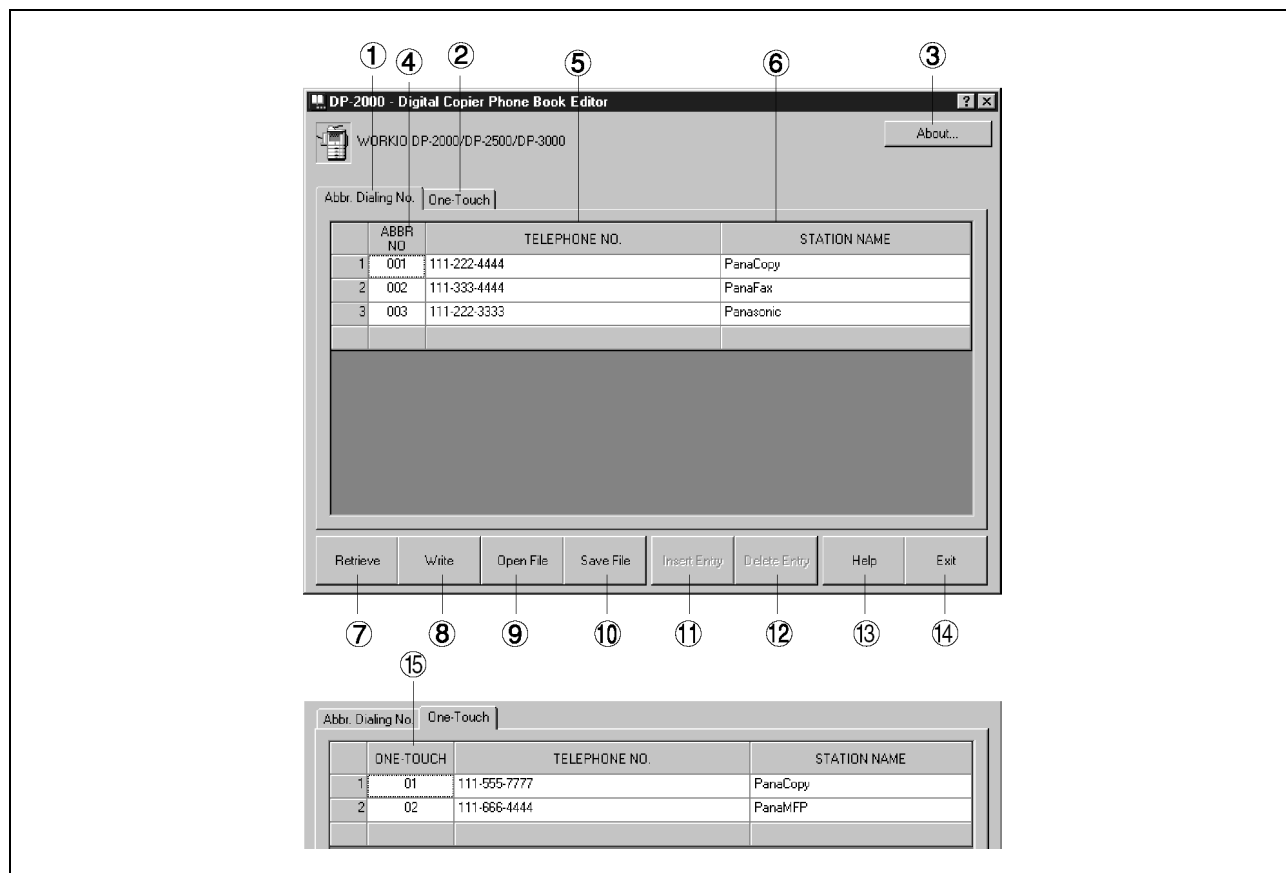 ① ④ ② ⑤ ⑥ ③
DP-2000 - Digital Copier Phone Book Editor
WORKIO DP-2000/DP-2500/DP-3000 About...
Abbr. Dialing No. One-Touch
ABBR NO TELEPHONE NO. STATION NAME
1 001 111-222-4444 PanaCopy
2 002 111-333-4444 PanaFax
3 003 111-222-3333 Panasonic
Retrieve Write Open File Save File Insert Entry Delete Entry Help Exit
⑦ ⑧ ⑨ ⑩ ⑪ ⑫ ⑬ ⑭
⑮
Abbr. Dialing No. One-Touch
ONE-TOUCH TELEPHONE NO. STATION NAME
1 01 111-555-7777 PanaCopy
2 02 111-666-4444 PanaMFP